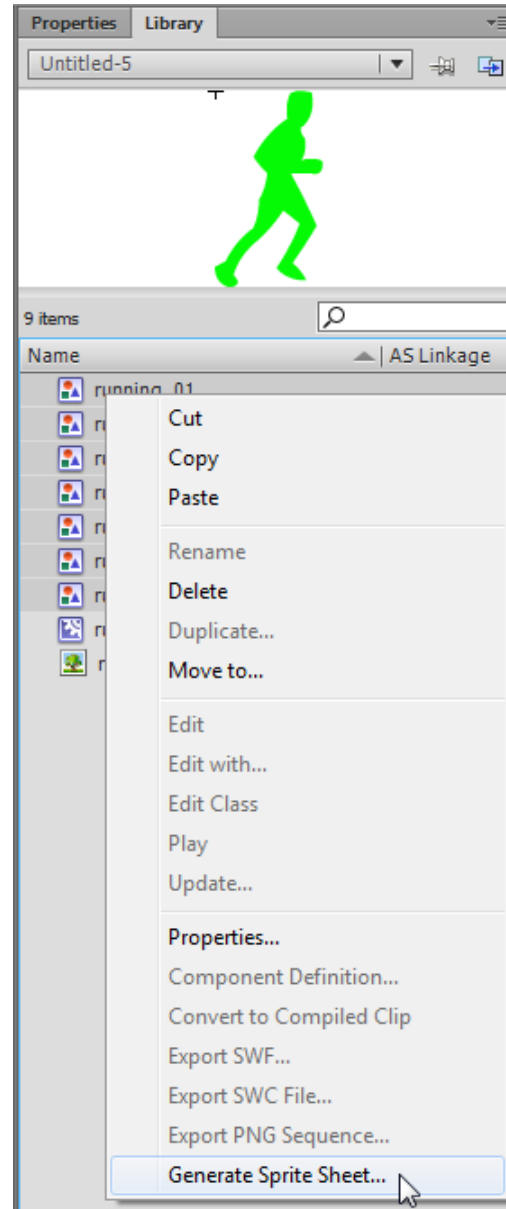 Properties Library
Untitled-5
9 items
Name AS Linkage
running_01
Cut
Copy
Paste
Rename
Delete
Duplicate...
Move to...
Edit
Edit with...
Edit Class
Play
Update...
Properties...
Component Definition...
Convert to Compiled Clip
Export SWF...
Export SWC File...
Export PNG Sequence...
Generate Sprite Sheet...